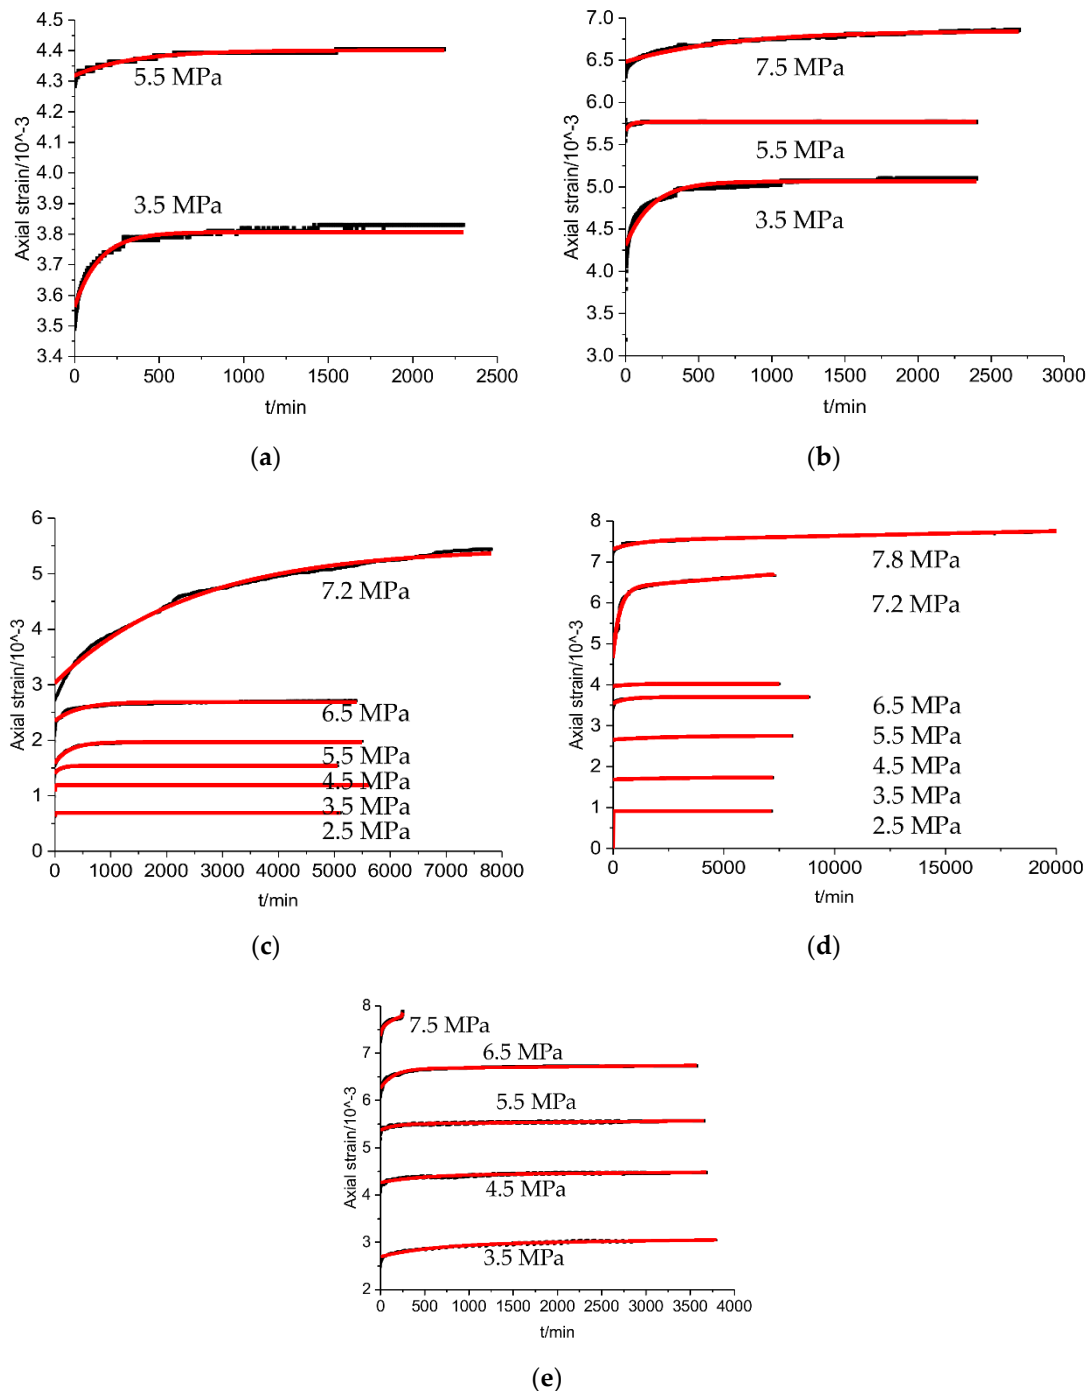 4.5
4.4
4.3
4.2
4.1
4.0
3.9
3.8
3.7
3.6
3.5
3.4
Axial strain/10^-3
5.5 MPa
3.5 MPa
0 500 1000 1500 2000 2500
t/min
(a)
7.0
6.5
6.0
5.5
5.0
4.5
4.0
3.5
3.0
Axial strain/10^-3
7.5 MPa
5.5 MPa
3.5 MPa
0 500 1000 1500 2000 2500 3000
t/min
(b)
6
5
4
3
2
1
0
Axial strain/10^-3
7.2 MPa
6.5 MPa
5.5 MPa
4.5 MPa
3.5 MPa
2.5 MPa
0 1000 2000 3000 4000 5000 6000 7000 8000
t/min
(c)
8
7
6
5
4
3
2
1
0
Axial strain/10^-3
7.8 MPa
7.2 MPa
6.5 MPa
5.5 MPa
4.5 MPa
3.5 MPa
2.5 MPa
0 5000 10000 15000 20000
t/min
(d)
8
7
6
5
4
3
2
Axial strain/10^-3
7.5 MPa
6.5 MPa
5.5 MPa
4.5 MPa
3.5 MPa
0 500 1000 1500 2000 2500 3000 3500 4000
t/min
(e)